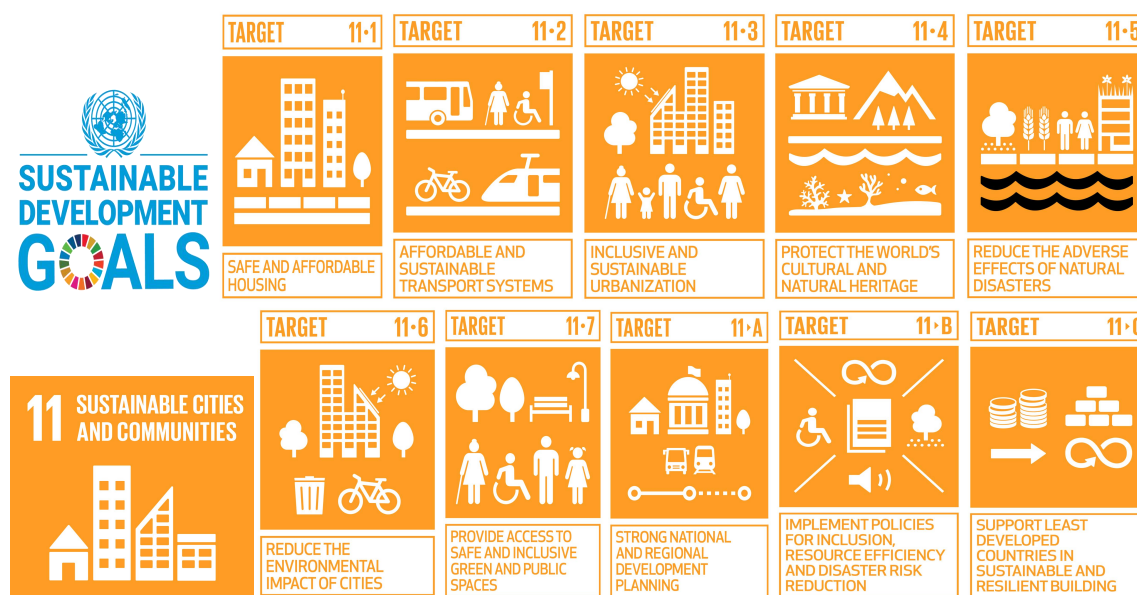 SUSTAINABLE
DEVELOPMENT
GOALS
TARGET 11·1
SAFE AND AFFORDABLE
HOUSING
TARGET 11·2
AFFORDABLE AND
SUSTAINABLE
TRANSPORT SYSTEMS
TARGET 11·3
INCLUSIVE AND
SUSTAINABLE
URBANIZATION
TARGET 11·4
PROTECT THE WORLD'S
CULTURAL AND
NATURAL HERITAGE
TARGET 11·5
REDUCE THE ADVERSE
EFFECTS OF NATURAL
DISASTERS
11 SUSTAINABLE CITIES
AND COMMUNITIES
TARGET 11·6
REDUCE THE
ENVIRONMENTAL
IMPACT OF CITIES
TARGET 11·7
PROVIDE ACCESS TO
SAFE AND INCLUSIVE
GREEN AND PUBLIC
SPACES
TARGET 11·A
STRONG NATIONAL
AND REGIONAL
DEVELOPMENT
PLANNING
TARGET 11·B
IMPLEMENT POLICIES
FOR INCLUSION,
RESOURCE EFFICIENCY
AND DISASTER RISK
REDUCTION
TARGET 11·C
SUPPORT LEAST
DEVELOPED
COUNTRIES IN
SUSTAINABLE AND
RESILIENT BUILDING